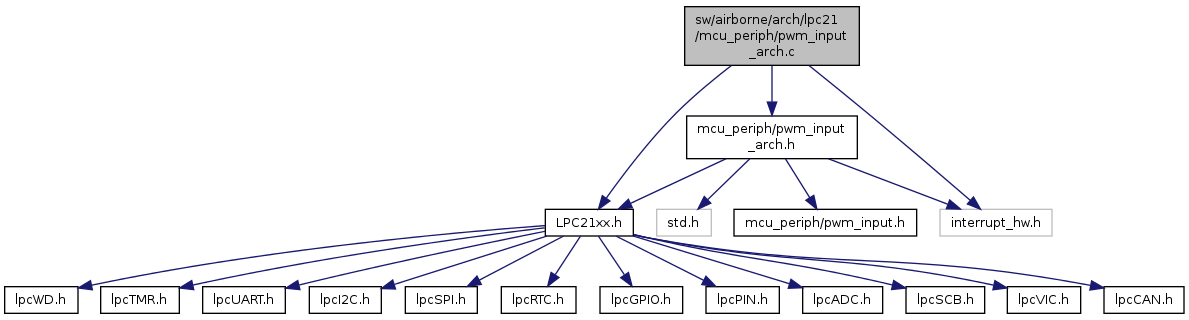 sw/airborne/arch/lpc21
/mcu_periph/pwm_input
_arch.c
mcu_periph/pwm_input
_arch.h
LPC21xx.h
std.h
mcu_periph/pwm_input.h
interrupt_hw.h
lpcWD.h
lpcTMR.h
lpcUART.h
lpcI2C.h
lpcSPI.h
lpcRTC.h
lpcGPIO.h
lpcPIN.h
lpcADC.h
lpcSCB.h
lpcVIC.h
lpcCAN.h